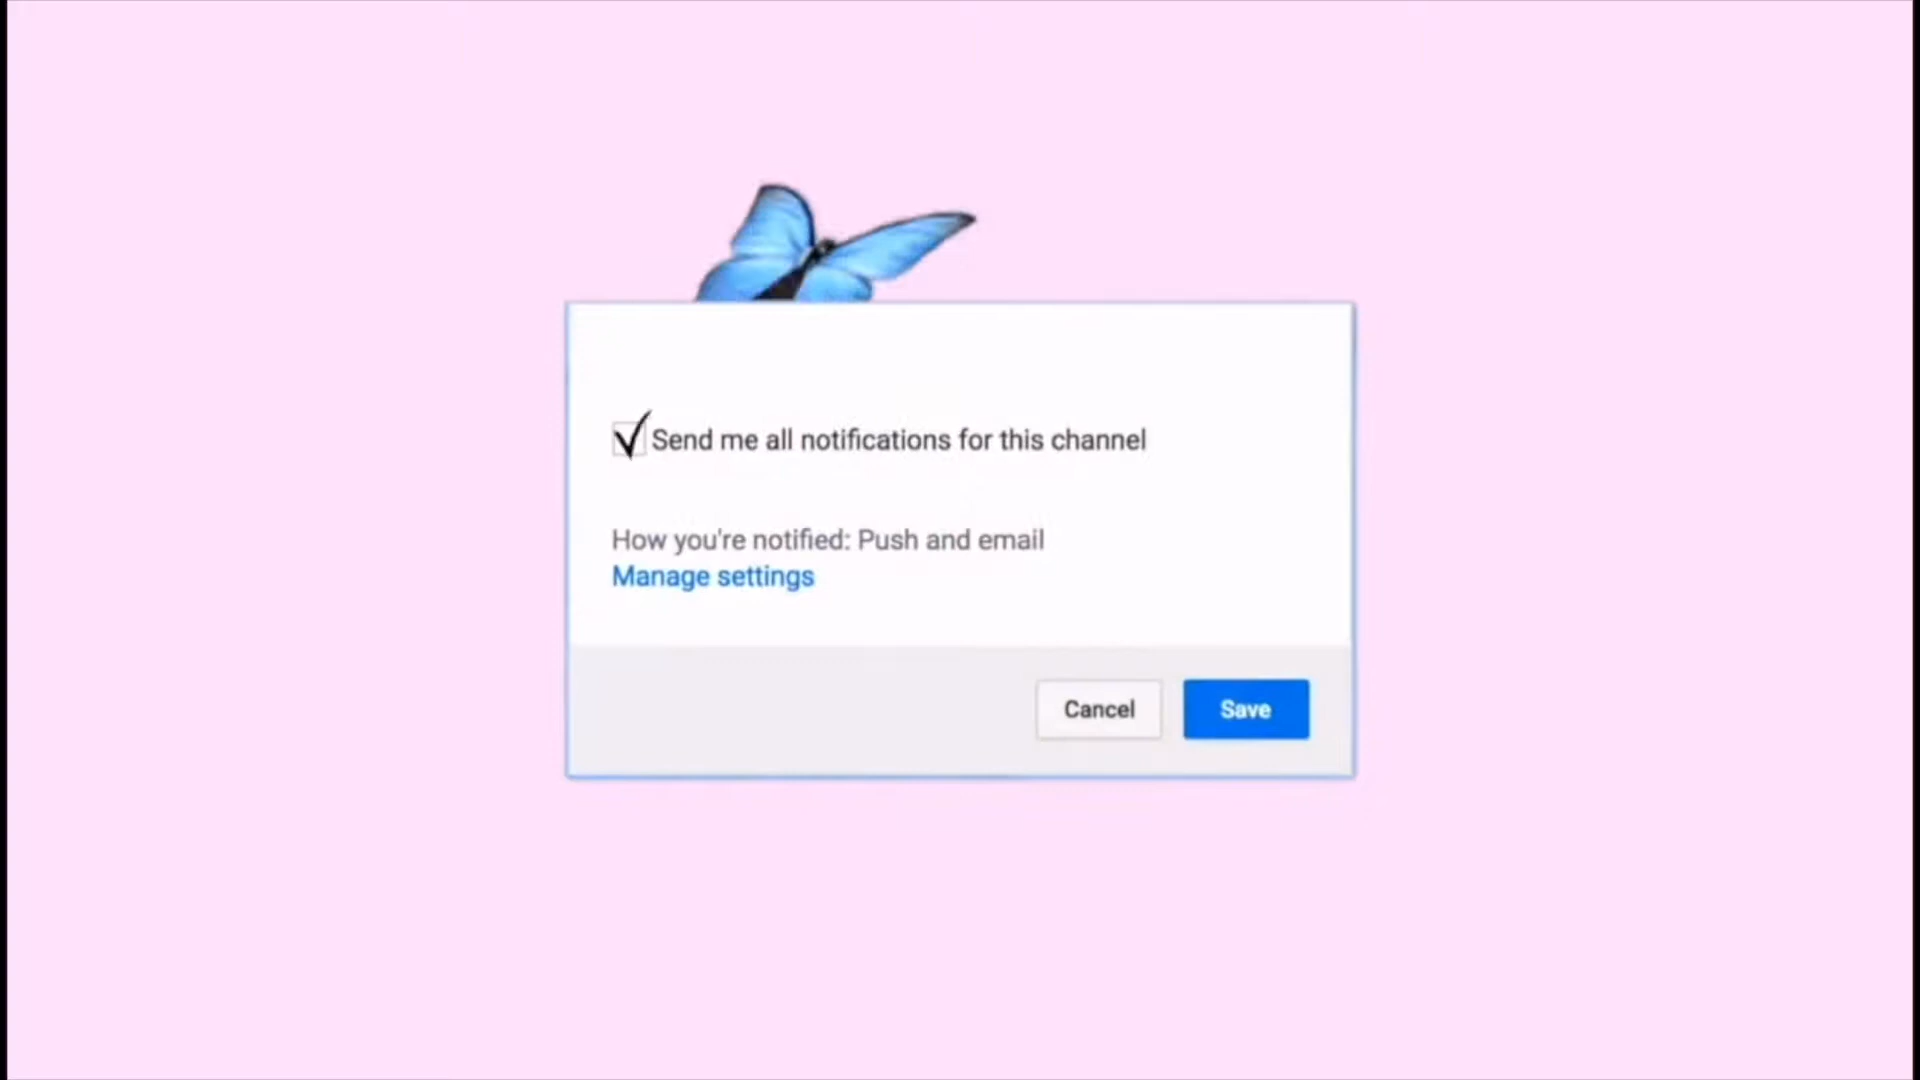 Send me all notifications for this channel
How you're notified: Push and email
Manage settings
Cancel
Save